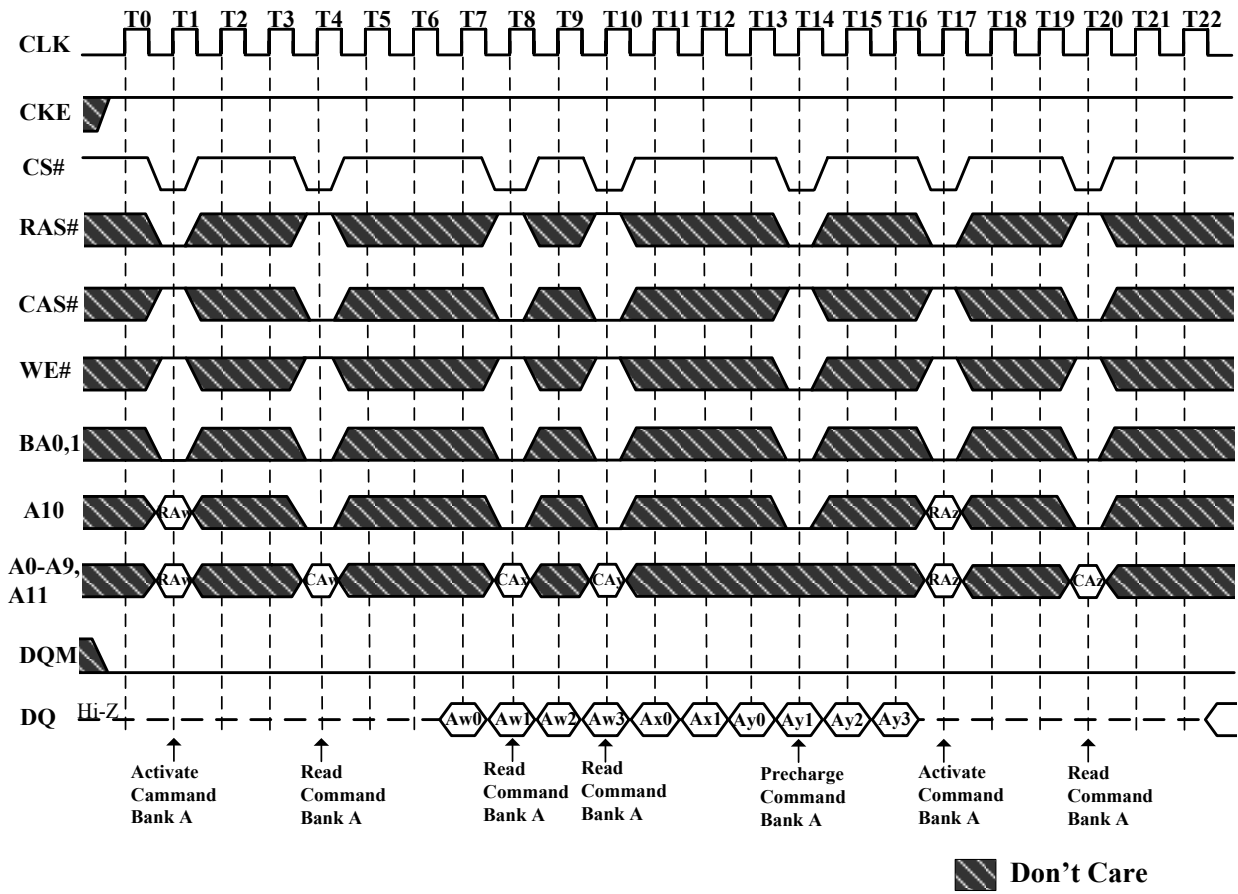 T0 T1 T2 T3 T4 T5 T6 T7 T8 T9 T10 T11 T12 T13 T14 T15 T16 T17 T18 T19 T20 T21 T22
CLK
CKE
CS#
RAS#
CAS#
WE#
BA0,1
A10
RAw RAz
A0-A9,
A11
RAw CAw CAx CAy RAz CAz
DQM
DQ
Hi-Z
Aw0 Aw1 Aw2 Aw3 Ax0 Ax1 Ay0 Ay1 Ay2 Ay3
Activate
Cammand
Bank A
Read
Command
Bank A
Read
Command
Bank A
Read
Command
Bank A
Precharge
Command
Bank A
Activate
Command
Bank A
Read
Command
Bank A
Don't Care